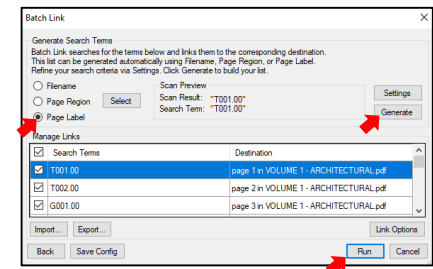 Batch Link
Generate Search Terms
Batch Link searches for the terms below and links them to the corresponding destination.
This list can be generated automatically using Filename, Page Region, or Page Label.
Refine your search criteria via Settings. Click Generate to build your list.
Filename
Page Region
Select
Page Label
Scan Preview
Scan Result: "T001.00"
Search Term: "T001.00"
Settings
Generate
Manage Links
Search Terms Destination
T001.00 page 1 in VOLUME 1 - ARCHITECTURAL.pdf
T002.00 page 2 in VOLUME 1 - ARCHITECTURAL.pdf
G001.00 page 3 in VOLUME 1 - ARCHITECTURAL.pdf
Import... Export... Link Options
Back Save Config Run Cancel